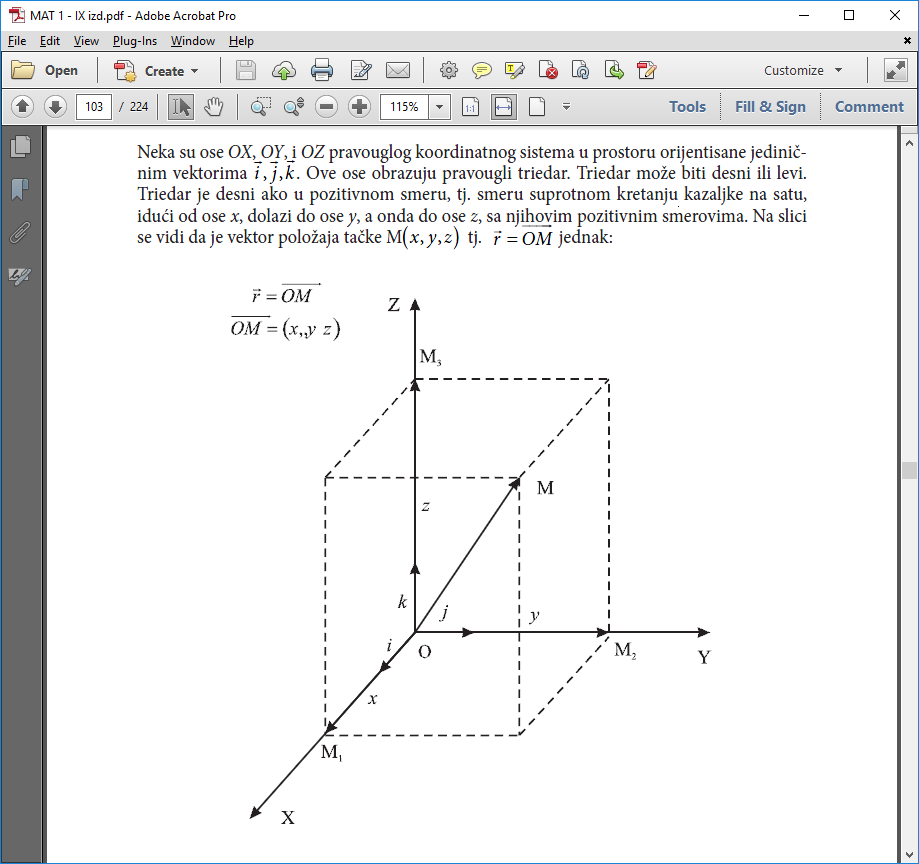 MAT 1 - IX izd.pdf - Adobe Acrobat Pro
File Edit View Plug-Ins Window Help
Open Create Customize
103 / 224 115% 1:1 Tools Fill & Sign Comment
Neka su ose OX, OY, i OZ pravouglog koordinatnog sistema u prostoru orijentisane jedinič-
nim vektorima i⃗, j⃗, k⃗. Ove ose obrazuju pravougli triedar. Triedar može biti desni ili levi.
Triedar je desni ako u pozitivnom smeru, tj. smeru suprotnom kretanju kazaljke na satu,
idući od ose x, dolazi do ose y, a onda do ose z, sa njihovim pozitivnim smerovima. Na slici
se vidi da je vektor položaja tačke M(x, y, z) tj. r⃗ = OM jednak:
r⃗ = OM
OM = (x,,y z)
Z
M₃
M
z
k
j
y
i
O
M₂
Y
x
M₁
X